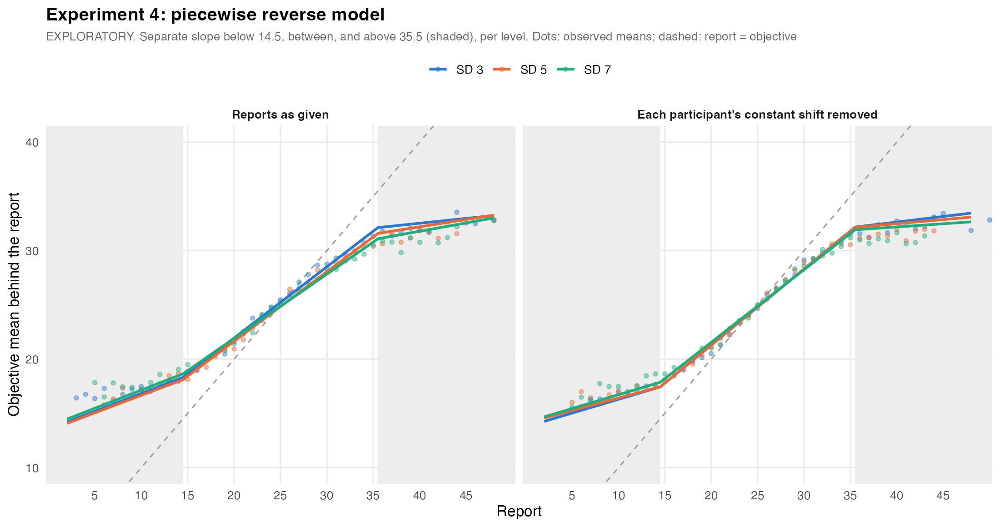 Experiment 4: piecewise reverse model
EXPLORATORY. Separate slope below 14.5, between, and above 35.5 (shaded), per level. Dots: observed means; dashed: report = objective
SD 3 SD 5 SD 7
Reports as given
Each participant's constant shift removed
Objective mean behind the report
40
30
20
10
5 10 15 20 25 30 35 40 45
5 10 15 20 25 30 35 40 45
Report